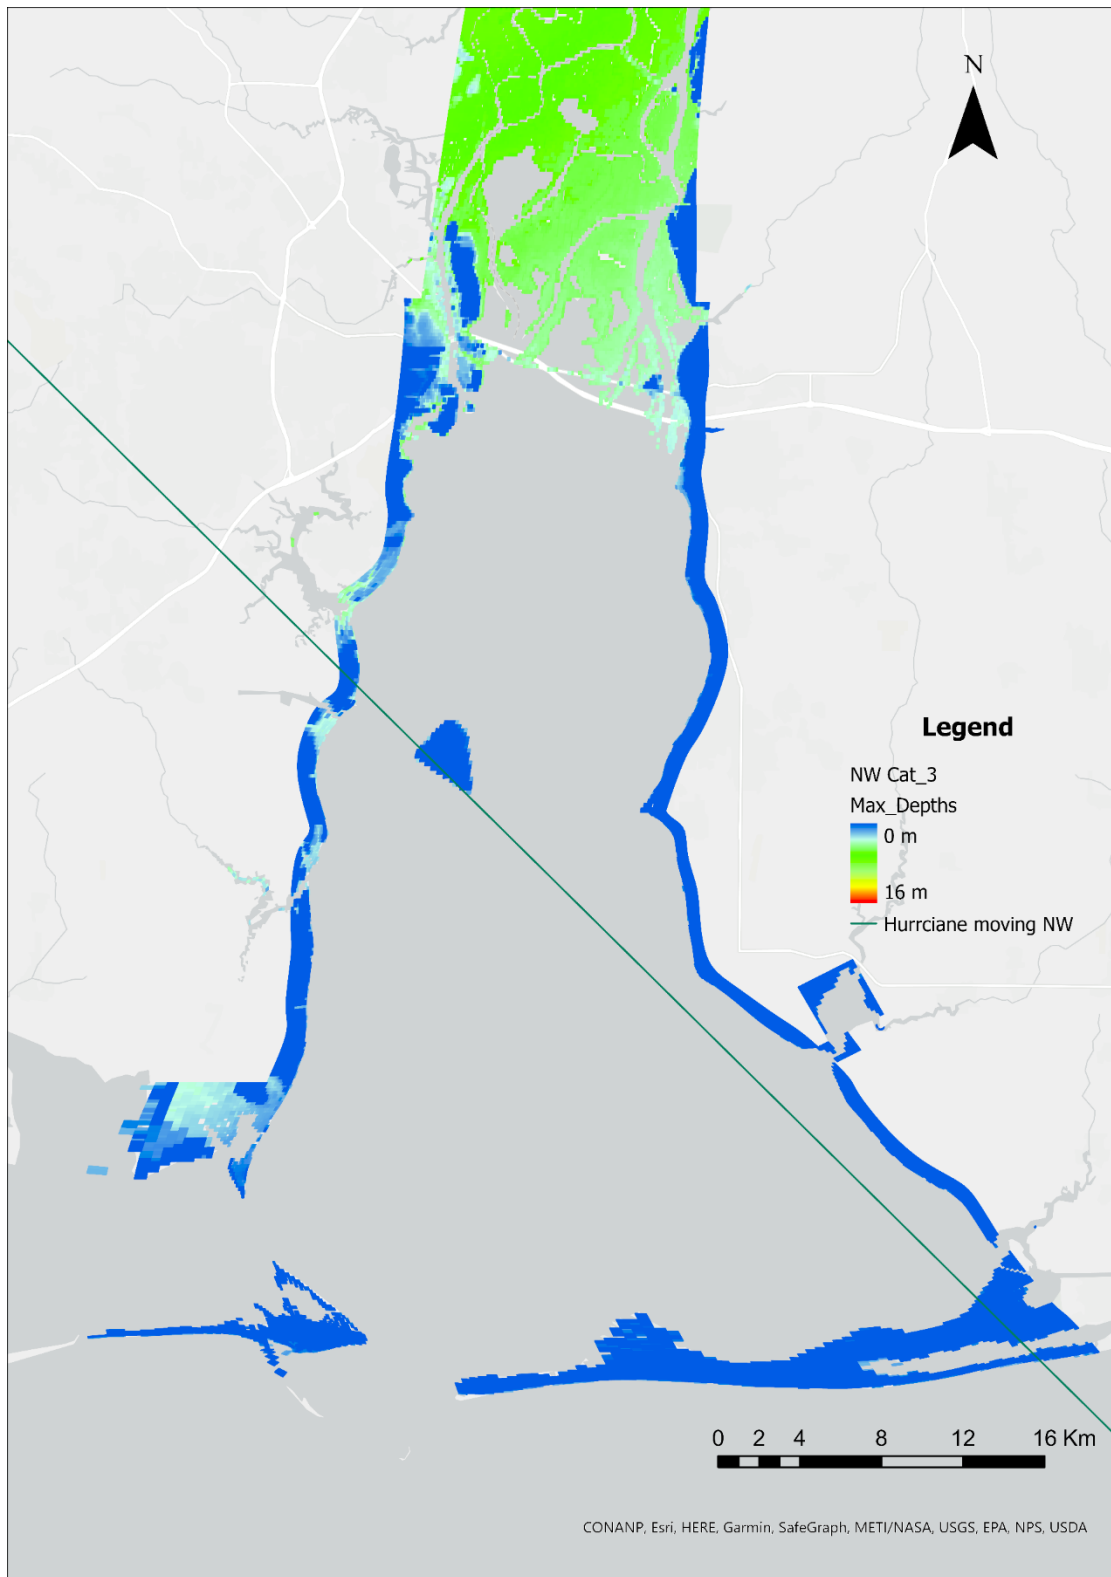 N
Legend
NW Cat_3
Max_Depths
0 m
16 m
Hurrciane moving NW
0 2 4 8 12 16 Km
CONANP, Esri, HERE, Garmin, SafeGraph, METI/NASA, USGS, EPA, NPS, USDA